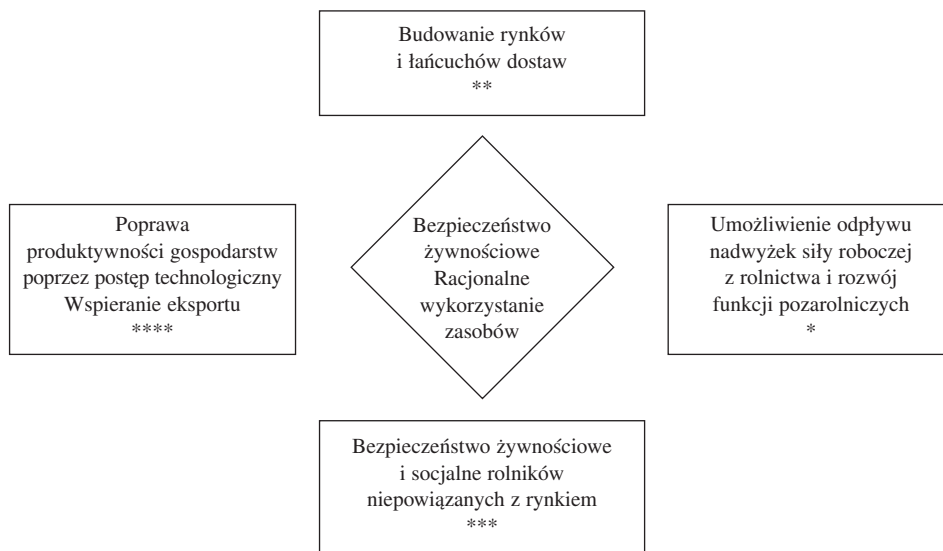 Budowanie rynków
i łańcuchów dostaw
**
Poprawa
produktywności gospodarstw
poprzez postęp technologiczny
Wspieranie eksportu
****
Bezpieczeństwo
żywnościowe
Racjonalne
wykorzystanie
zasobów
Umożliwienie odpływu
nadwyżek siły roboczej
z rolnictwa i rozwój
funkcji pozarolniczych
*
Bezpieczeństwo żywnościowe
i socjalne rolników
niepowiązanych z rynkiem
***